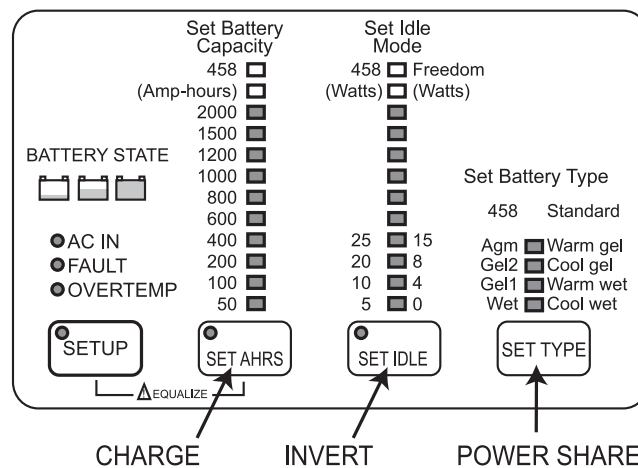 Set Battery Capacity
458
(Amp-hours)
2000
1500
1200
1000
800
600
400
200
100
50
Set Idle Mode
458 Freedom
(Watts) (Watts)
25 15
20 8
10 4
5 0
BATTERY STATE
AC IN
FAULT
OVERTEMP
Set Battery Type
458 Standard
Agm Warm gel
Gel2 Cool gel
Gel1 Warm wet
Wet Cool wet
SETUP
SET AHRS
SET IDLE
SET TYPE
EQUALIZE
CHARGE
INVERT
POWER SHARE